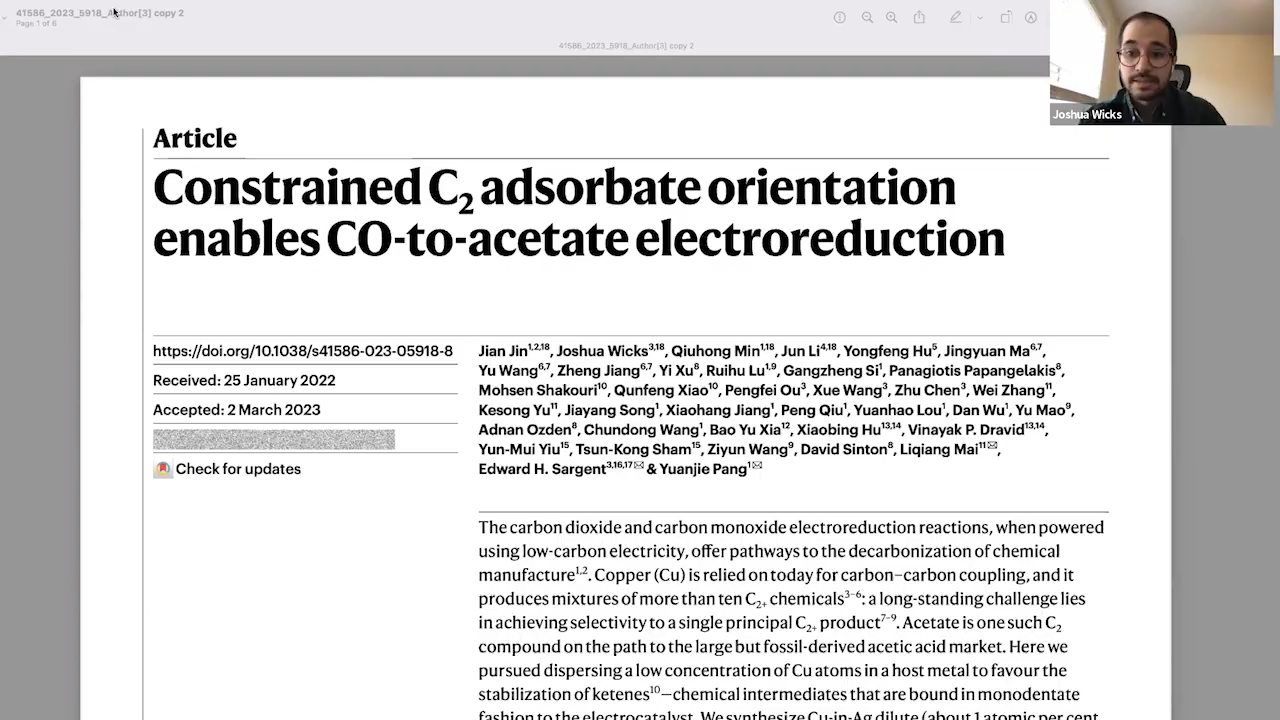 41586_2023_5918_Author[3] copy 2
Page 1 of 6
41586_2023_5918_Author[3] copy 2
Joshua Wicks
Article
Constrained C₂ adsorbate orientation
enables CO-to-acetate electroreduction
https://doi.org/10.1038/s41586-023-05918-8
Received: 25 January 2022
Accepted: 2 March 2023
Check for updates
Jian Jin¹,²,¹⁸, Joshua Wicks³,¹⁸, Qiuhong Min¹,¹⁸, Jun Li⁴,¹⁸, Yongfeng Hu⁵, Jingyuan Ma⁶,⁷,
Yu Wang⁶,⁷, Zheng Jiang⁶,⁷, Yi Xu⁸, Ruihu Lu¹,⁹, Gangzheng Si¹, Panagiotis Papangelakis⁸,
Mohsen Shakouri¹⁰, Qunfeng Xiao¹⁰, Pengfei Ou³, Xue Wang³, Zhu Chen³, Wei Zhang¹¹,
Kesong Yu¹¹, Jiayang Song¹, Xiaohang Jiang¹, Peng Qiu¹, Yuanhao Lou¹, Dan Wu¹, Yu Mao⁹,
Adnan Ozden⁸, Chundong Wang¹, Bao Yu Xia¹², Xiaobing Hu¹³,¹⁴, Vinayak P. Dravid¹³,¹⁴,
Yun-Mui Yiu¹⁵, Tsun-Kong Sham¹⁵, Ziyun Wang⁹, David Sinton⁸, Liqiang Mai¹¹✉,
Edward H. Sargent³,¹⁶,¹⁷✉ & Yuanjie Pang¹✉
The carbon dioxide and carbon monoxide electroreduction reactions, when powered
using low-carbon electricity, offer pathways to the decarbonization of chemical
manufacture¹,². Copper (Cu) is relied on today for carbon–carbon coupling, and it
produces mixtures of more than ten C₂₊ chemicals³⁻⁶: a long-standing challenge lies
in achieving selectivity to a single principal C₂₊ product⁷⁻⁹. Acetate is one such C₂
compound on the path to the large but fossil-derived acetic acid market. Here we
pursued dispersing a low concentration of Cu atoms in a host metal to favour the
stabilization of ketenes¹⁰—chemical intermediates that are bound in monodentate
fashion to the electrocatalyst. We synthesize Cu-in-Ag dilute (about 1 atomic per cent